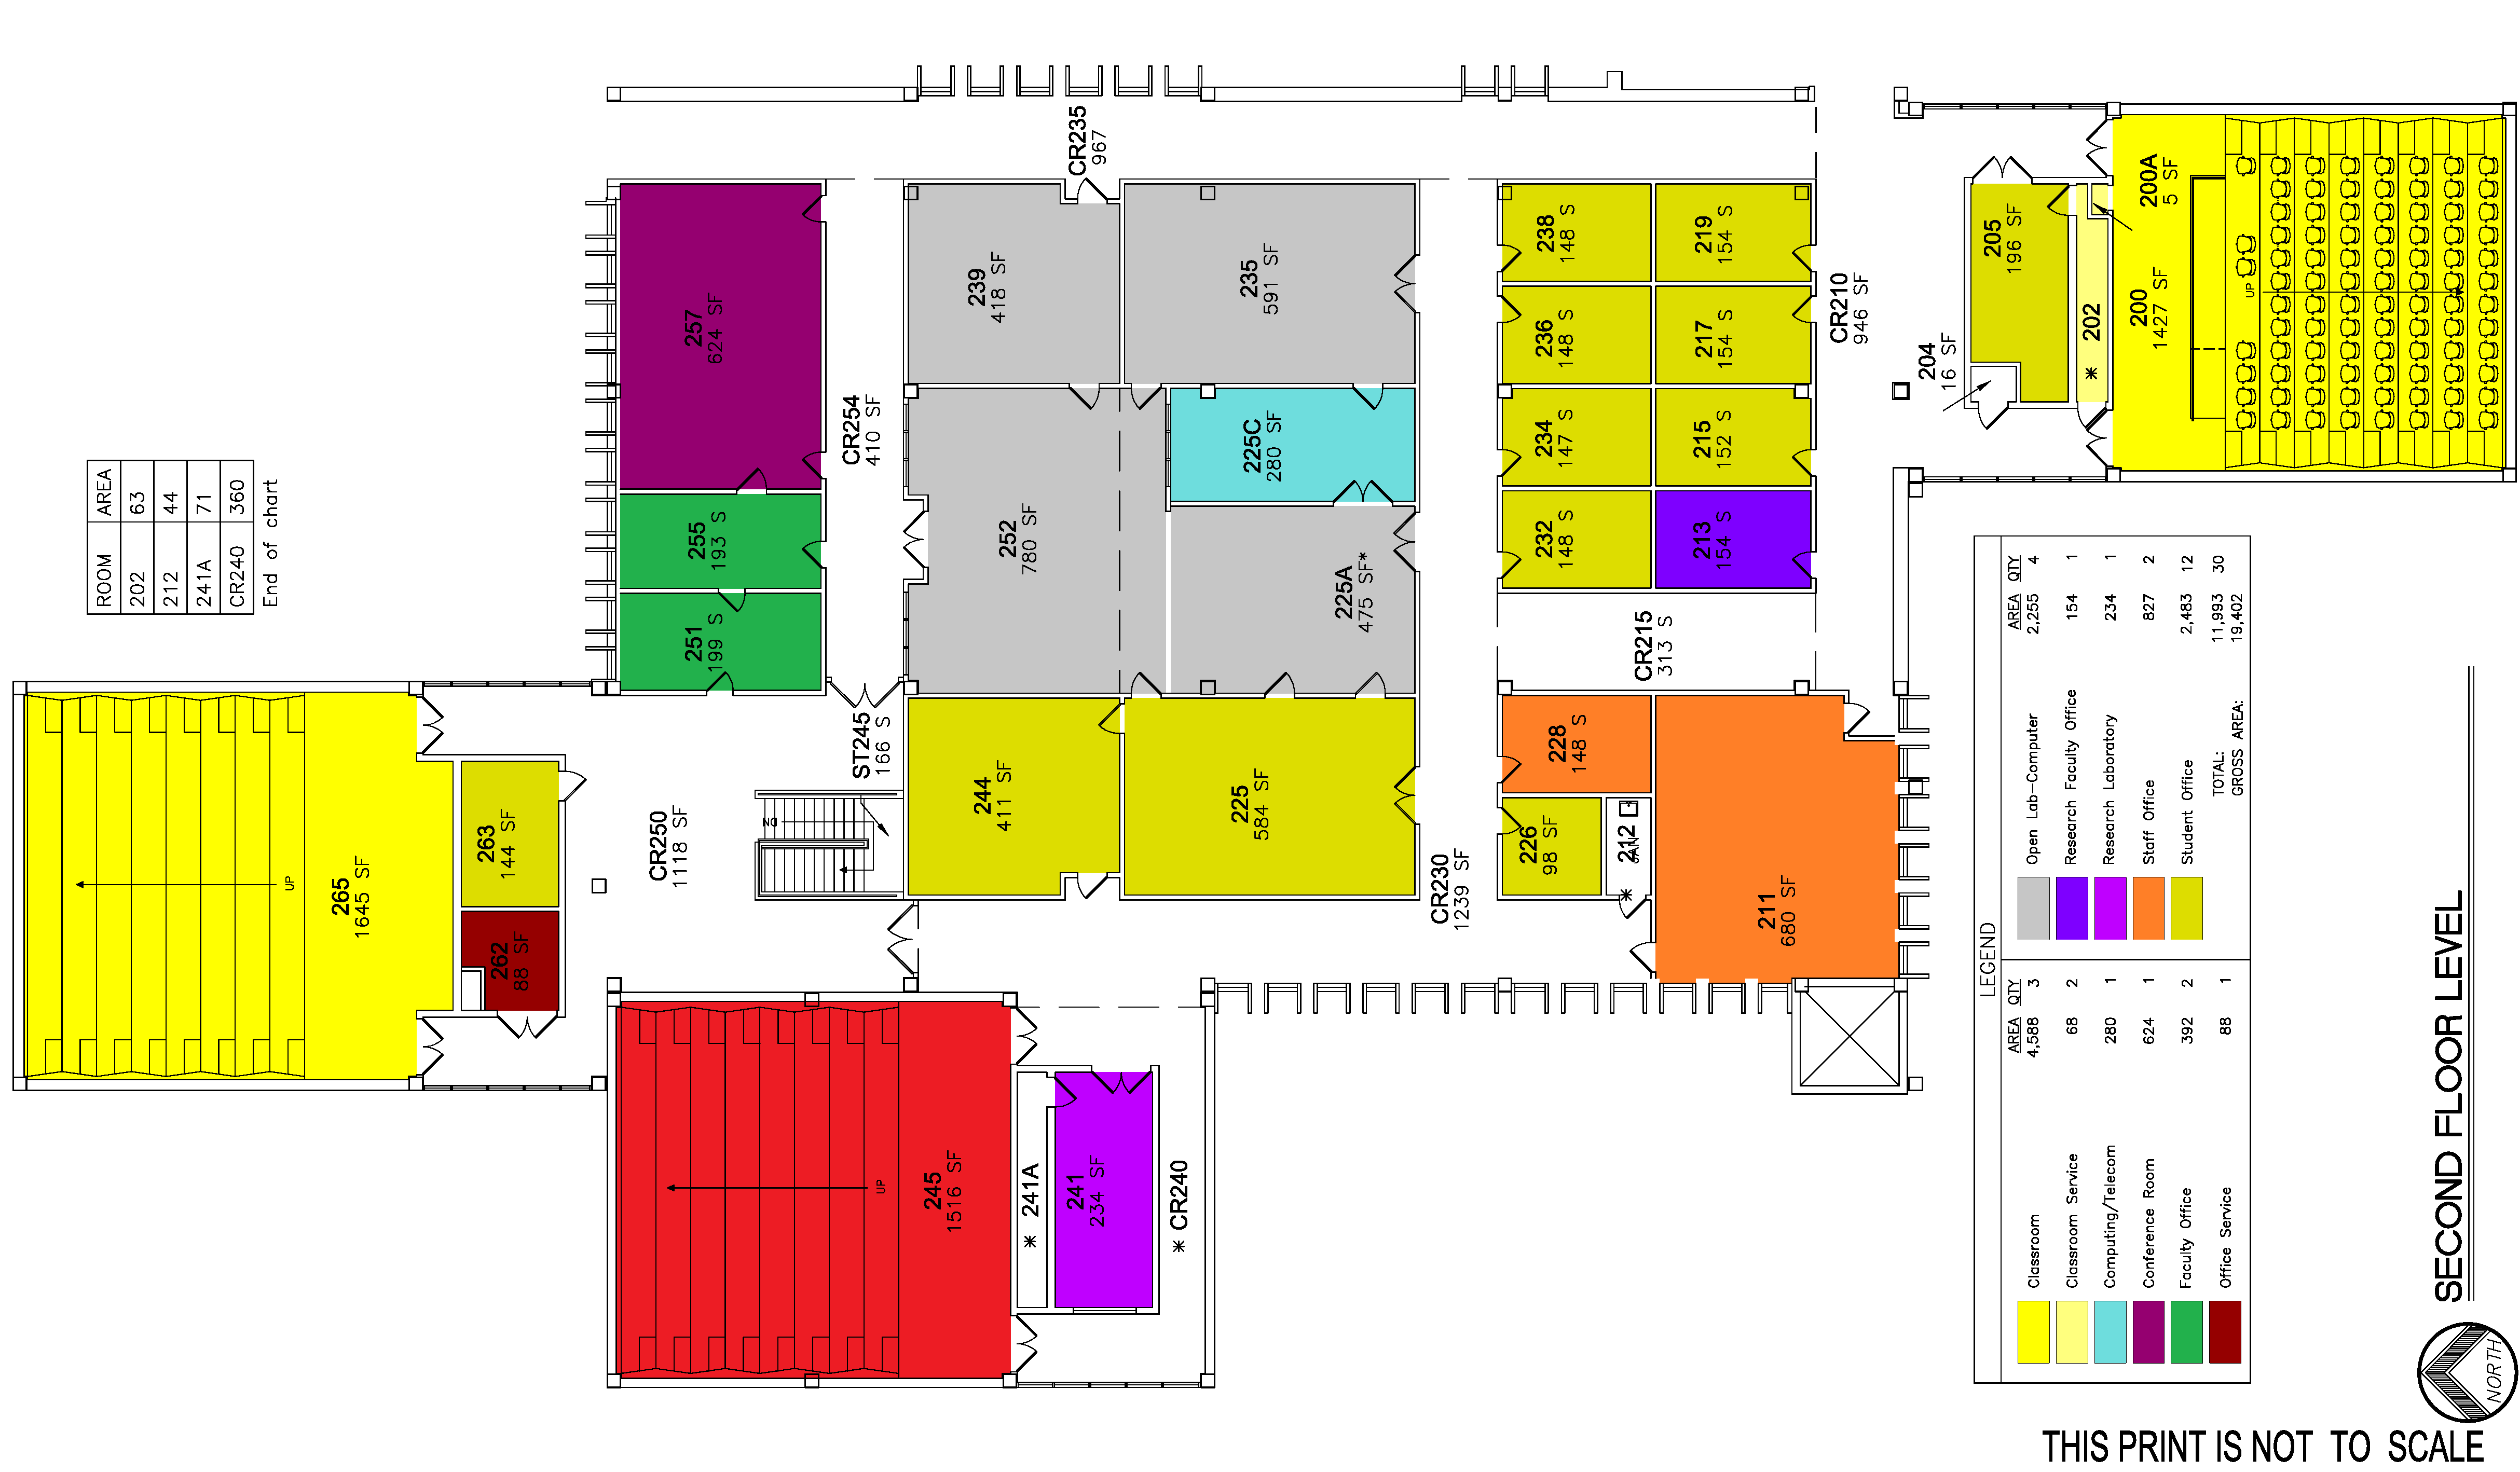 ROOM AREA
202 63
212 44
241A 71
CR240 360
End of chart
265
1645 SF
UP
263
144 SF
262
88 SF
CR250
1118 SF
257
624 SF
255
193 S
251
199 S
CR254
410 SF
ST245
166 S
DN
CR235
967
239
418 SF
235
591 SF
252
780 SF
225C
280 SF
225A
475 SF*
244
411 SF
225
584 SF
CR230
1239 SF
245
1516 SF
UP
* 241A
241
234 SF
* CR240
238
148 S
236
148 S
234
147 S
232
148 S
219
154 S
217
154 S
215
152 S
213
154 S
CR215
313 S
228
148 S
226
98 SF
* 212
JAN
211
680 SF
CR210
946 SF
204
16 SF
205
196 SF
* 202
200A
5 SF
200
1427 SF
UP
LEGEND
AREA QTY
Classroom 4,588 3
Classroom Service 68 2
Computing/Telecom 280 1
Conference Room 624 1
Faculty Office 392 2
Office Service 88 1
AREA QTY
Open Lab-Computer 2,255 4
Research Faculty Office 154 1
Research Laboratory 234 1
Staff Office 827 2
Student Office 2,483 12
TOTAL: 11,993 30
GROSS AREA: 19,402
SECOND FLOOR LEVEL
NORTH
THIS PRINT IS NOT TO SCALE